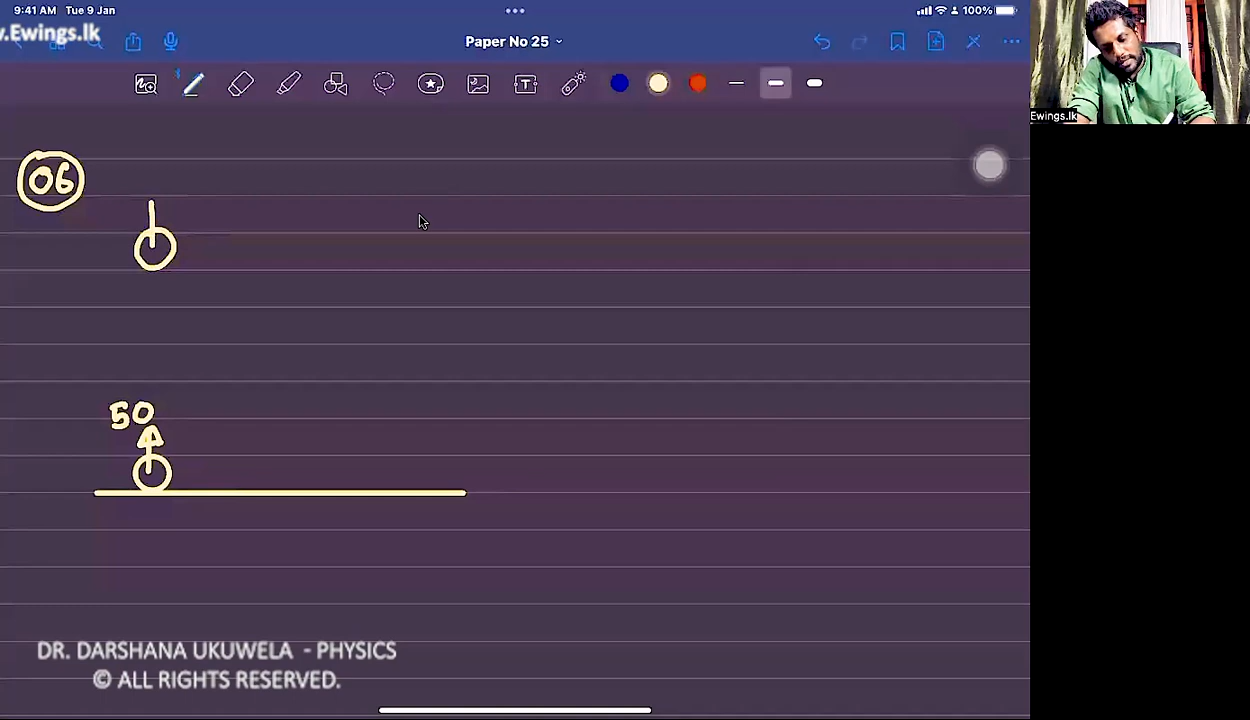 9:41 AM Tue 9 Jan
100%
.Ewings.lk
Paper No 25
T
Ewings.lk
06
50
DR. DARSHANA UKUWELA - PHYSICS
© ALL RIGHTS RESERVED.